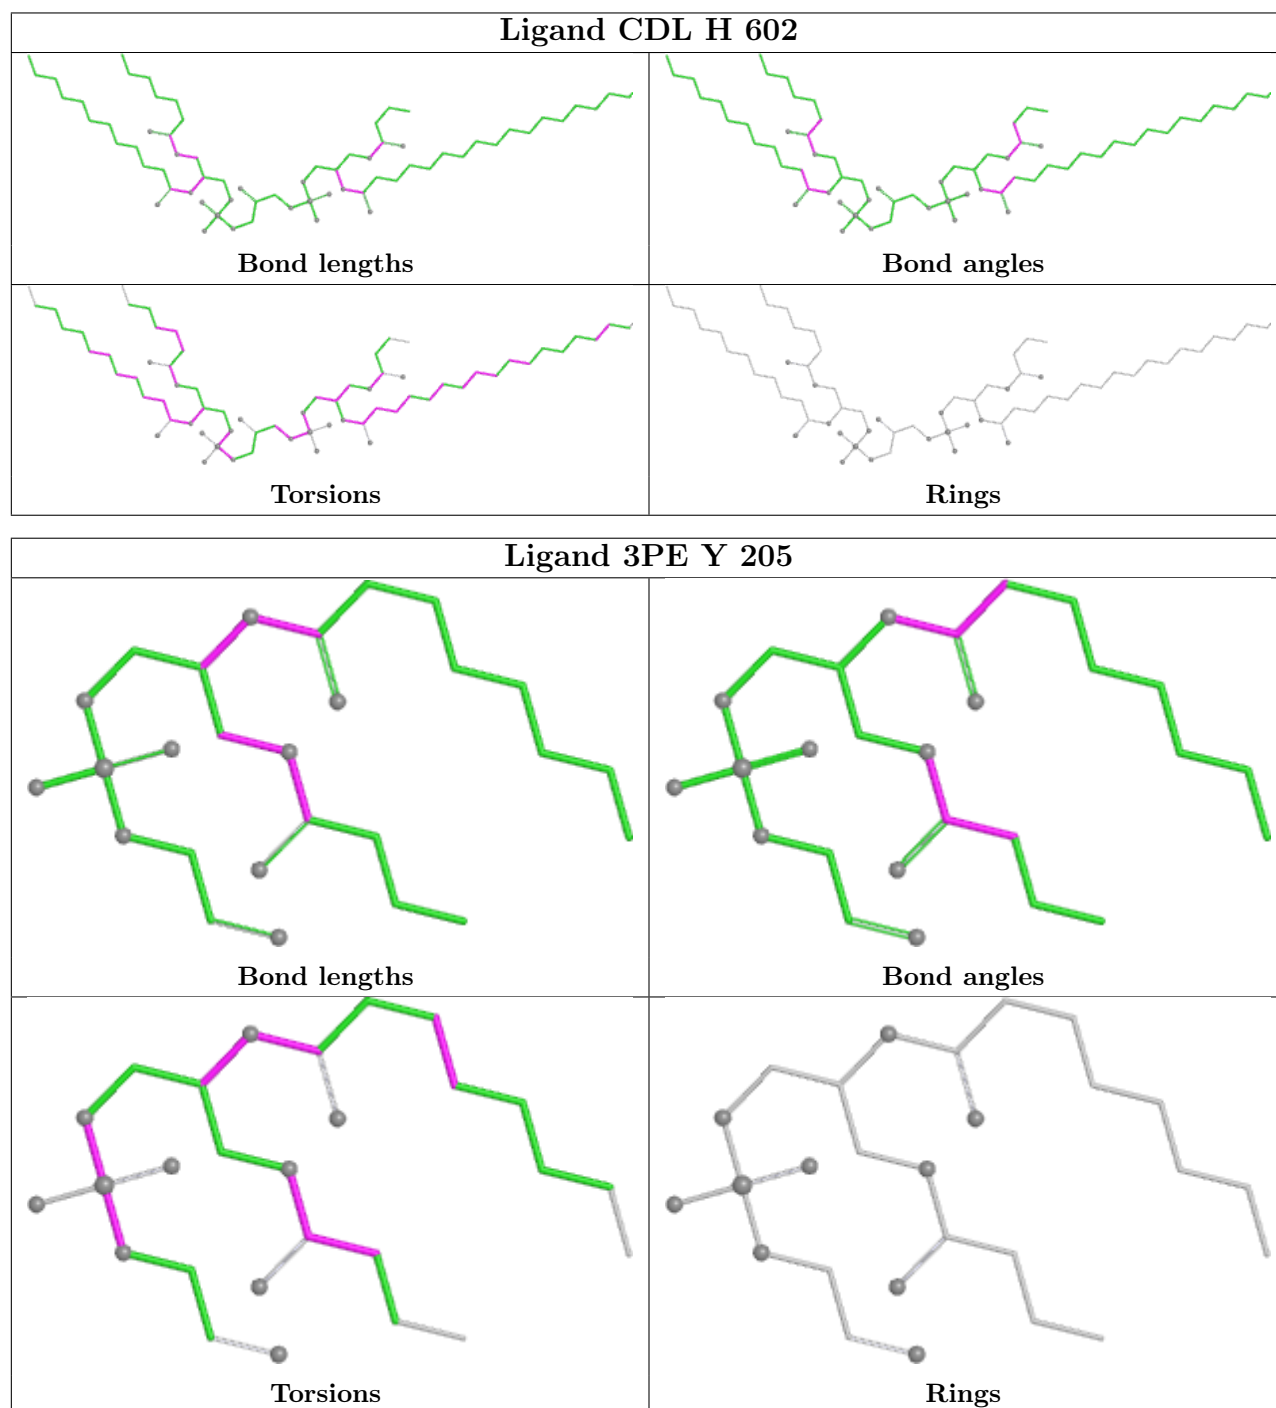 Ligand CDL H 602
Bond lengths
Bond angles
Torsions
Rings
Ligand 3PE Y 205
Bond lengths
Bond angles
Torsions
Rings